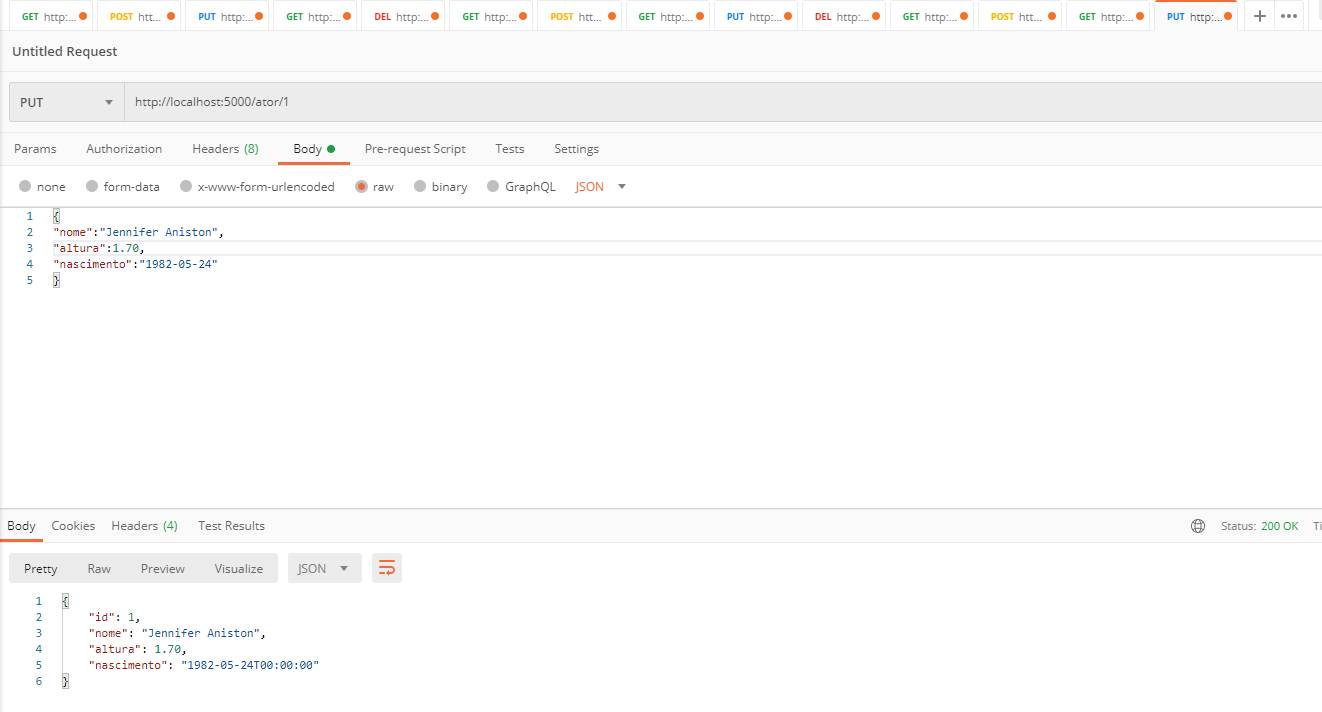 GET http:... POST htt... PUT http:... GET http:... DEL http:... GET http:... POST htt... GET http:... PUT http:... DEL http:... GET http:... POST htt... GET http:... PUT http:... + •••
Untitled Request
PUT http://localhost:5000/ator/1
Params Authorization Headers (8) Body Pre-request Script Tests Settings
none form-data x-www-form-urlencoded raw binary GraphQL JSON
1 {
2 "nome":"Jennifer Aniston",
3 "altura":1.70,
4 "nascimento":"1982-05-24"
5 }
Body Cookies Headers (4) Test Results Status: 200 OK Ti
Pretty Raw Preview Visualize JSON
1 {
2 "id": 1,
3 "nome": "Jennifer Aniston",
4 "altura": 1.70,
5 "nascimento": "1982-05-24T00:00:00"
6 }